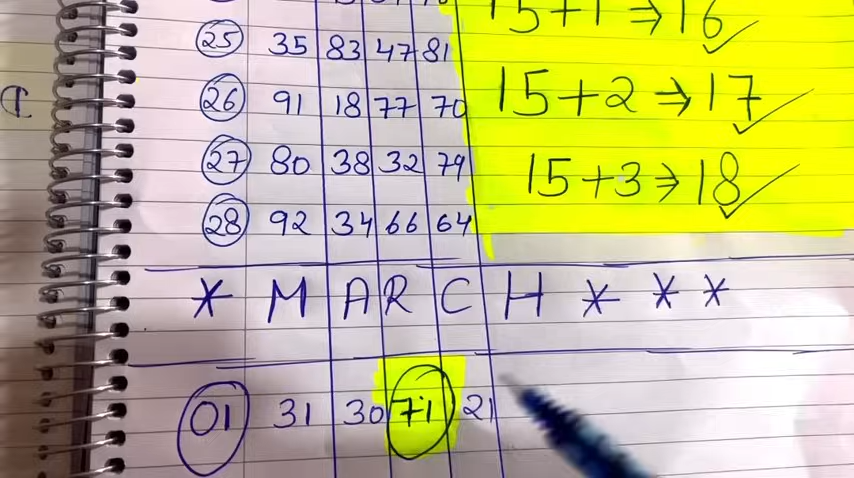 15+1⇒16 ✓
25 35 83 47 81
26 91 18 77 70 15+2⇒17 ✓
27 80 38 32 79 15+3⇒18 ✓
28 92 34 66 64
* M A R C H * * *
01 31 30 71 21